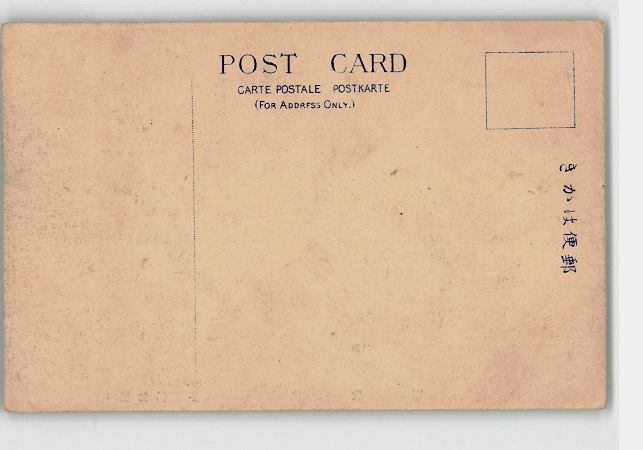 POST CARD
CARTE POSTALE POSTKARTE
(FOR ADDRESS ONLY.)
きかは便郵